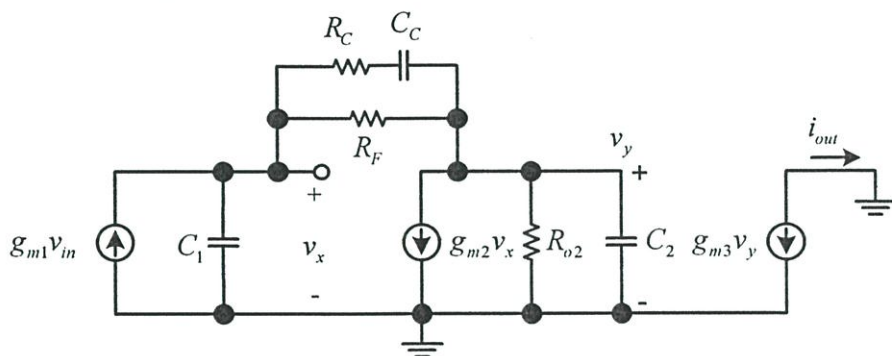 R_C
C_C
R_F
v_y
i_out
+
+
g_m1 v_in
C_1
v_x
g_m2 v_x
R_o2
C_2
g_m3 v_y
-
-